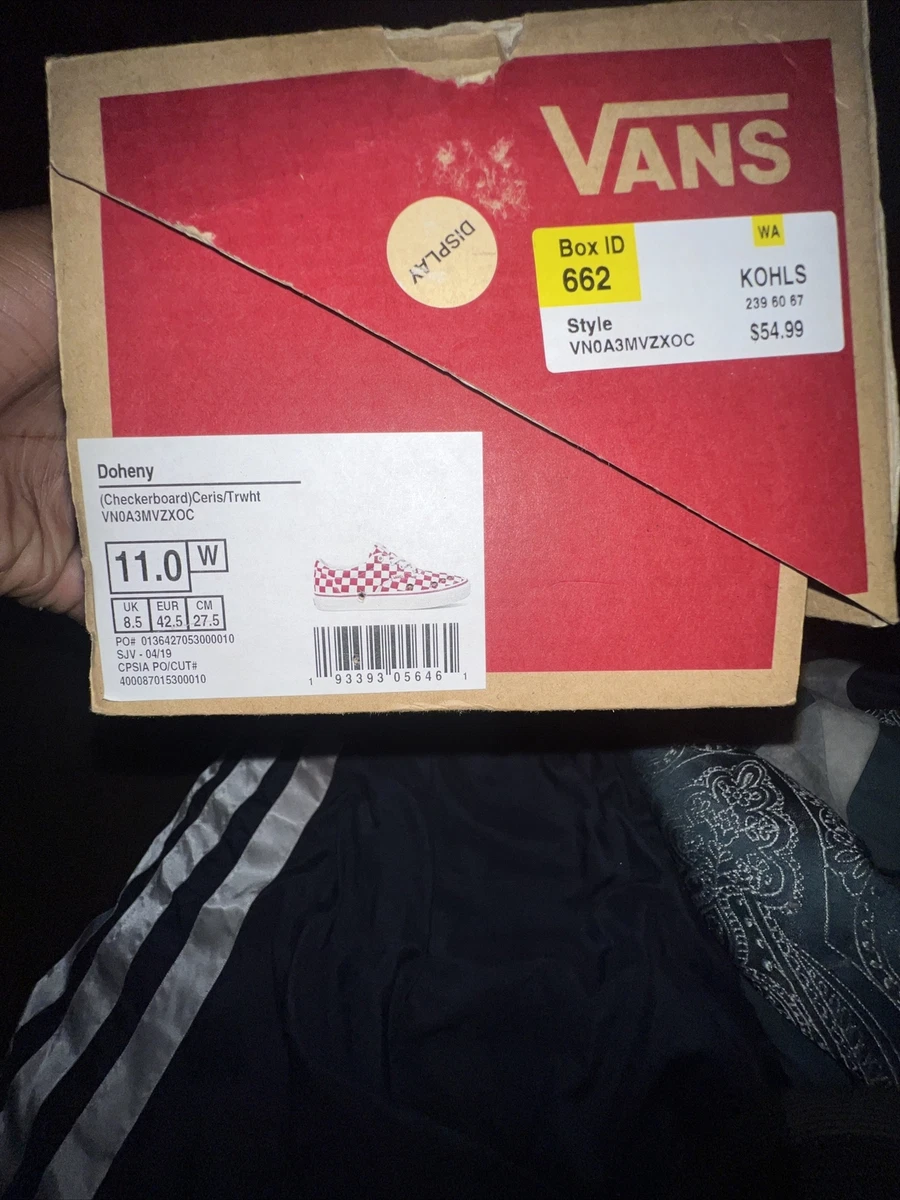 VANS
DISPLAY
Box ID
662
WA
KOHLS
239 60 67
Style
VN0A3MVZXOC
$54.99
Doheny
(Checkerboard)Ceris/Trwht
VN0A3MVZXOC
11.0 W
UK EUR CM
8.5 42.5 27.5
PO# 0136427053000010
SJV - 04/19
CPSIA PO/CUT#
400087015300010
1 93393 05646 1